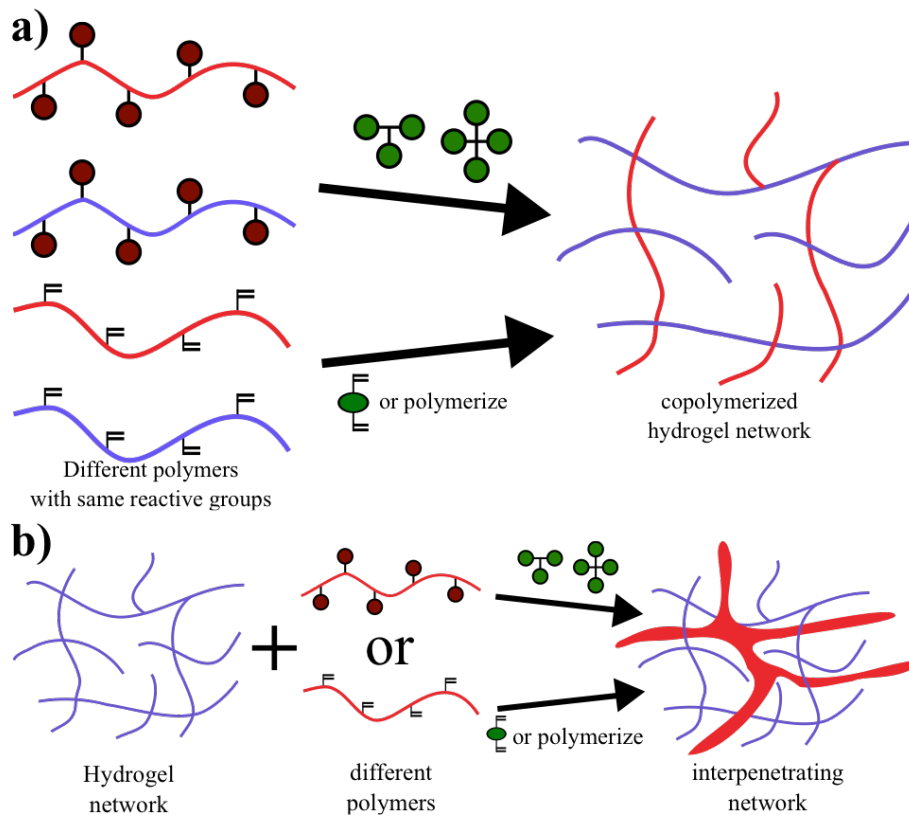 a)
or polymerize
copolymerized
hydrogel network
Different polymers
with same reactive groups
b)
+
or
or polymerize
Hydrogel
network
different
polymers
interpenetrating
network